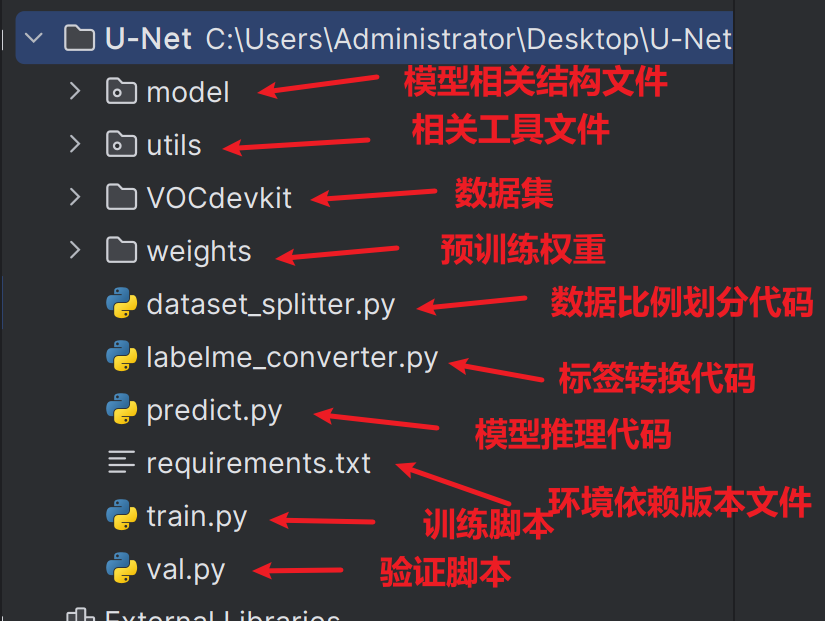 U-Net C:\Users\Administrator\Desktop\U-Net
model 模型相关结构文件
utils 相关工具文件
VOCdevkit 数据集
weights 预训练权重
dataset_splitter.py 数据比例划分代码
labelme_converter.py 标签转换代码
predict.py 模型推理代码
requirements.txt 环境依赖版本文件
train.py 训练脚本
val.py 验证脚本
External Libraries